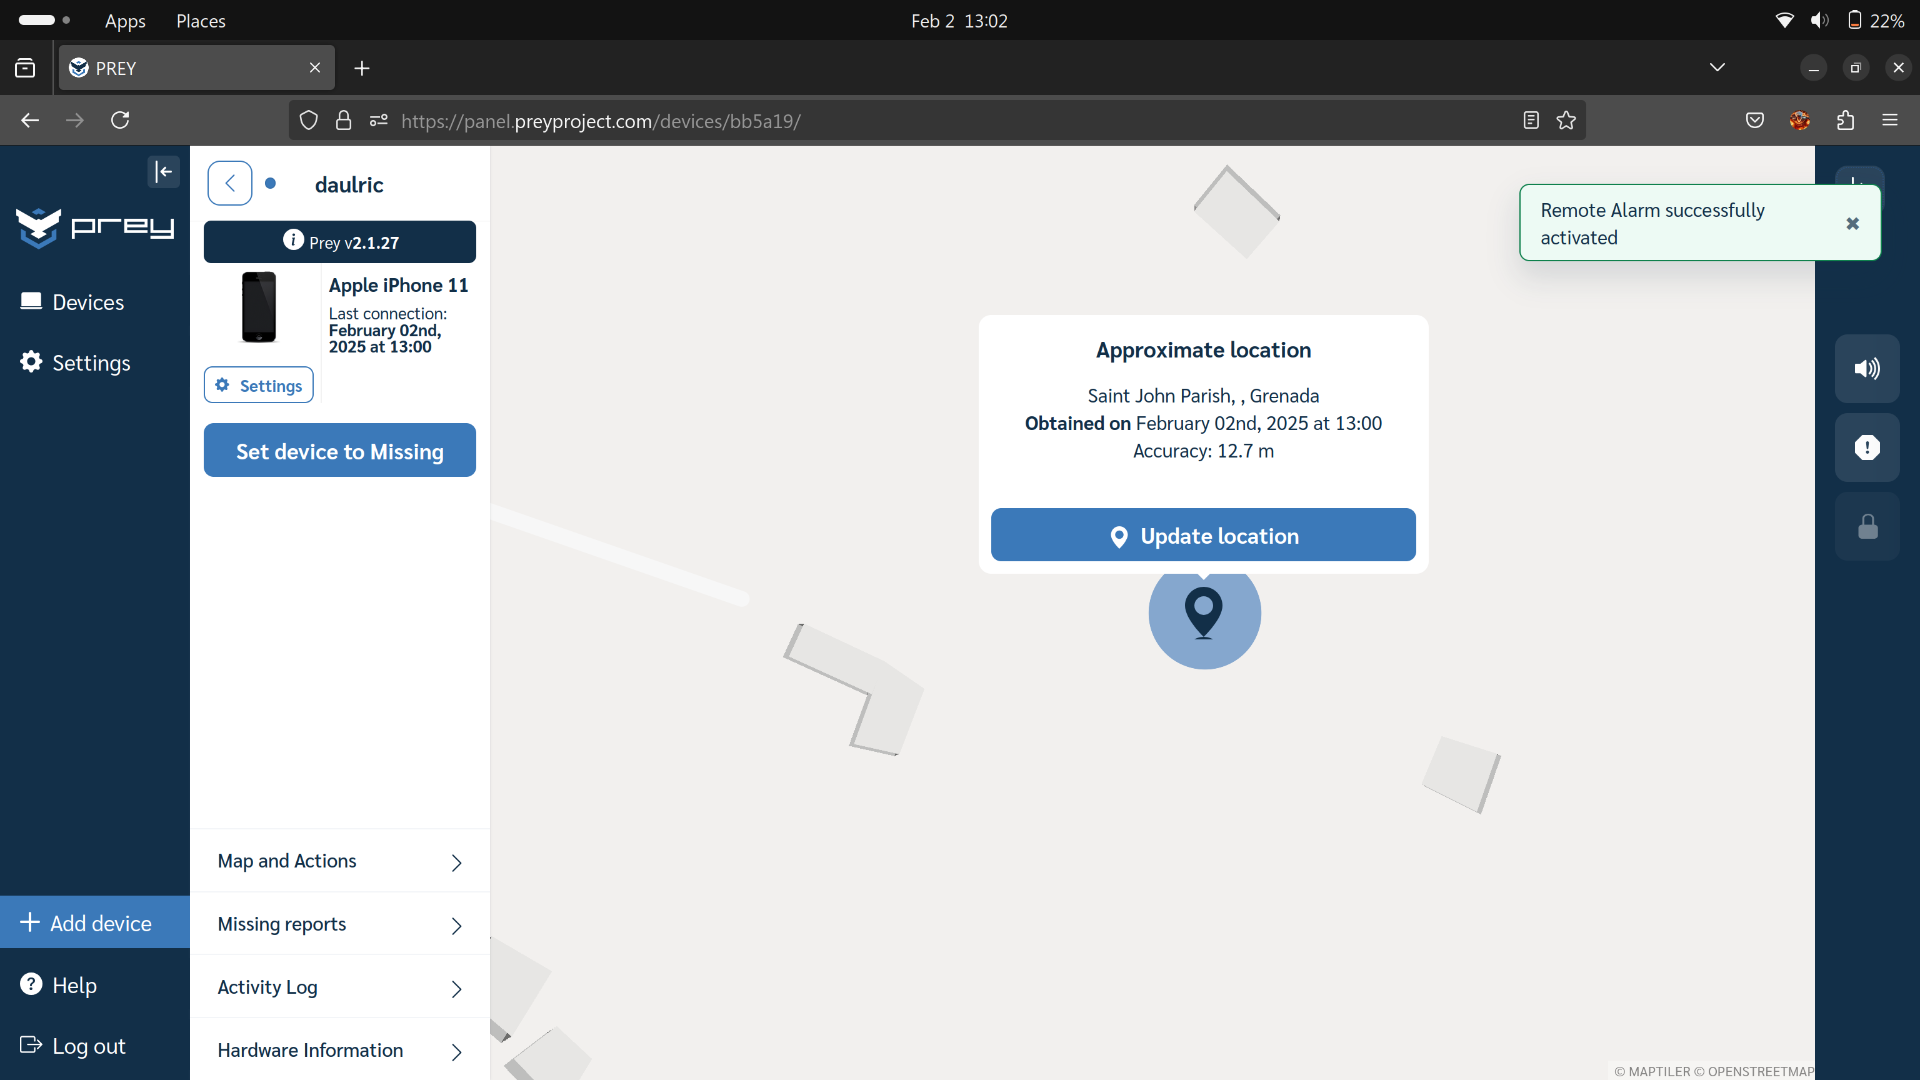 Apps Places Feb 2 13:02 22%
PREY
https://panel.preyproject.com/devices/bb5a19/
daulric
prey
Prey v2.1.27
Devices
Settings
Apple iPhone 11
Last connection:
February 02nd,
2025 at 13:00
Settings
Set device to Missing
Map and Actions
Missing reports
Activity Log
Hardware Information
Add device
Help
Log out
Approximate location
Saint John Parish, , Grenada
Obtained on February 02nd, 2025 at 13:00
Accuracy: 12.7 m
Update location
Remote Alarm successfully
activated
© MAPTILER © OPENSTREETMAP